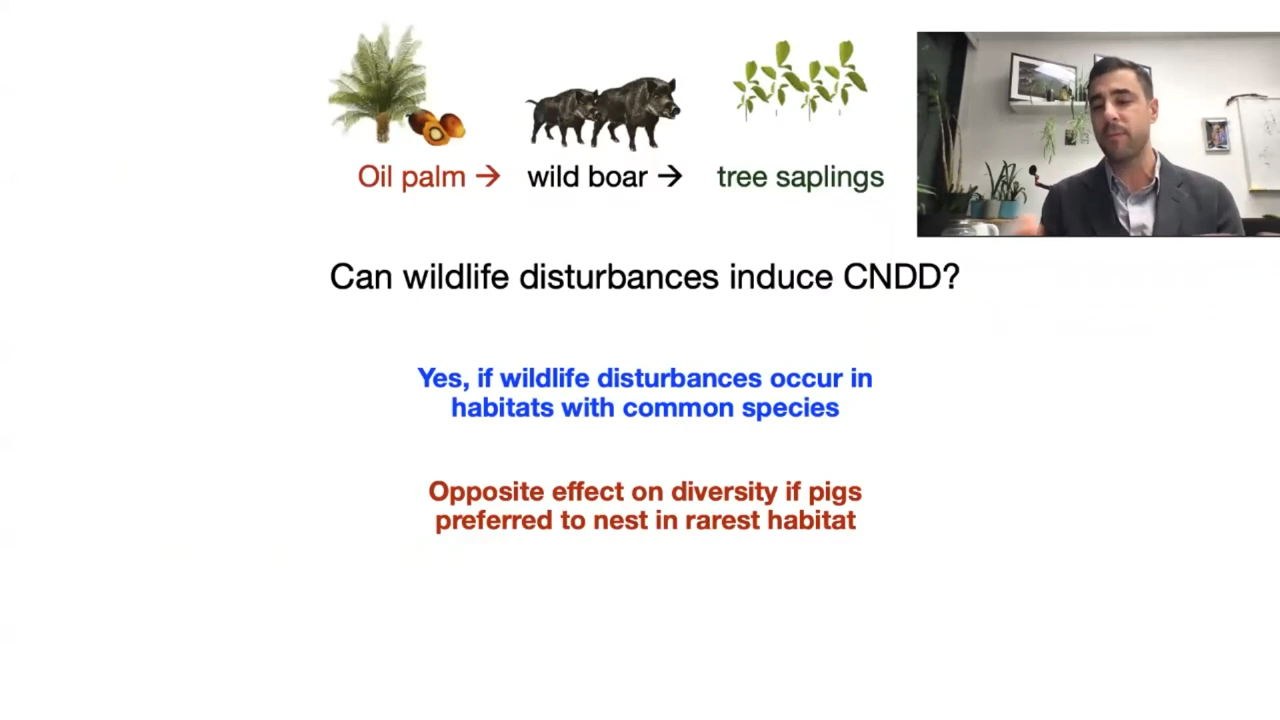 Oil palm → wild boar → tree saplings
Can wildlife disturbances induce CNDD?
Yes, if wildlife disturbances occur in
habitats with common species
Opposite effect on diversity if pigs
preferred to nest in rarest habitat